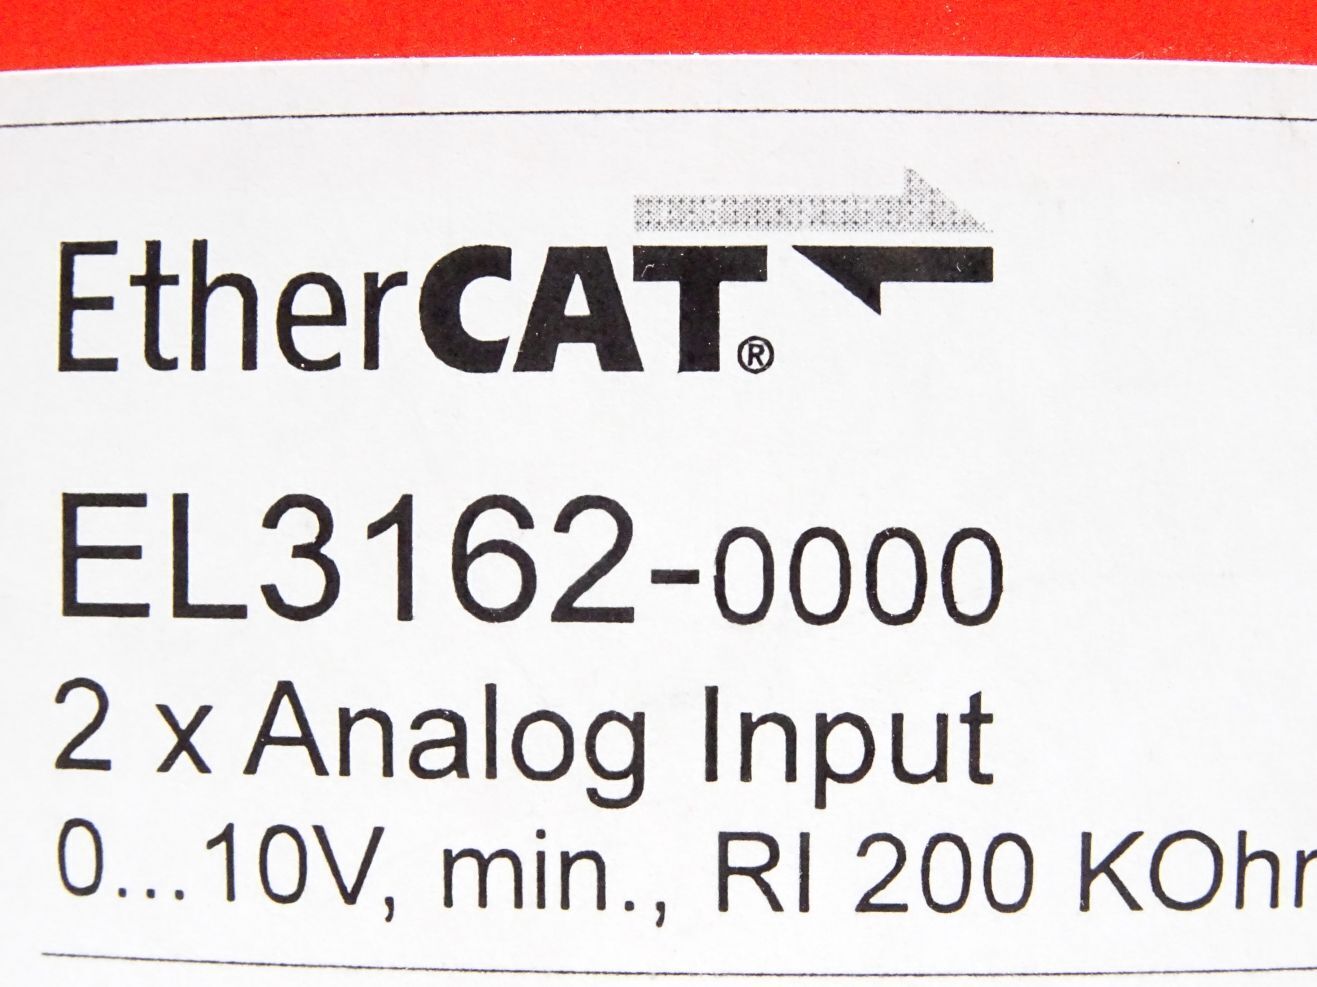 EtherCAT®
EL3162-0000
2 x Analog Input
0...10V, min., RI 200 KOhm